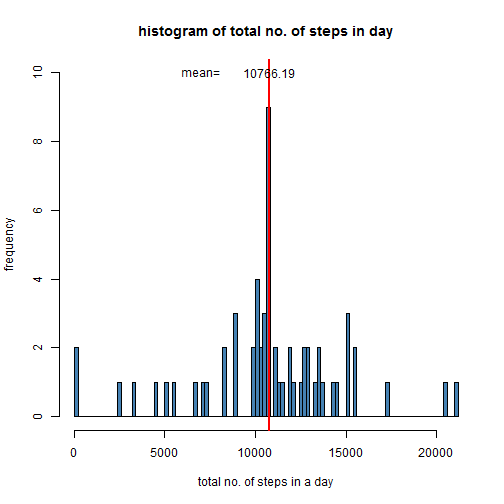 histogram of total no. of steps in day
mean= 10766.19
frequency
10
8
6
4
2
0
0 5000 10000 15000 20000
total no. of steps in a day